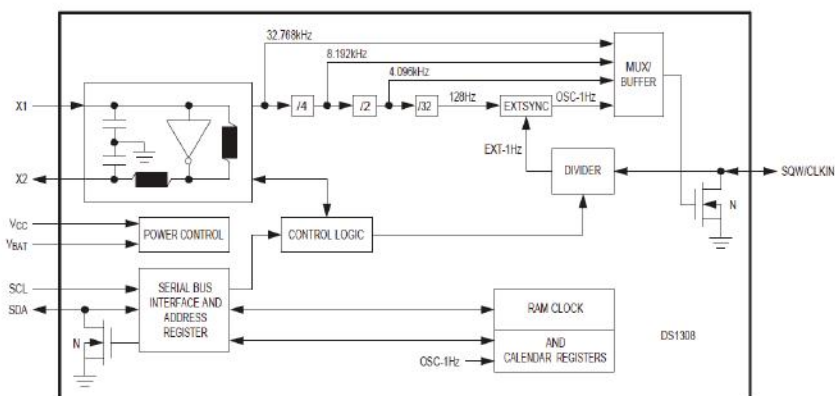 32.768kHz
8.192kHz
4.096kHz
MUX/
BUFFER
X1
/4
/2
/32
128Hz
EXTSYNC
OSC-1Hz
EXT-1Hz
X2
DIVIDER
SQW/CLKIN
N
VCC
VBAT
POWER CONTROL
CONTROL LOGIC
SCL
SDA
SERIAL BUS
INTERFACE AND
ADDRESS
REGISTER
N
RAM CLOCK
AND
CALENDAR REGISTERS
OSC-1Hz
DS1308